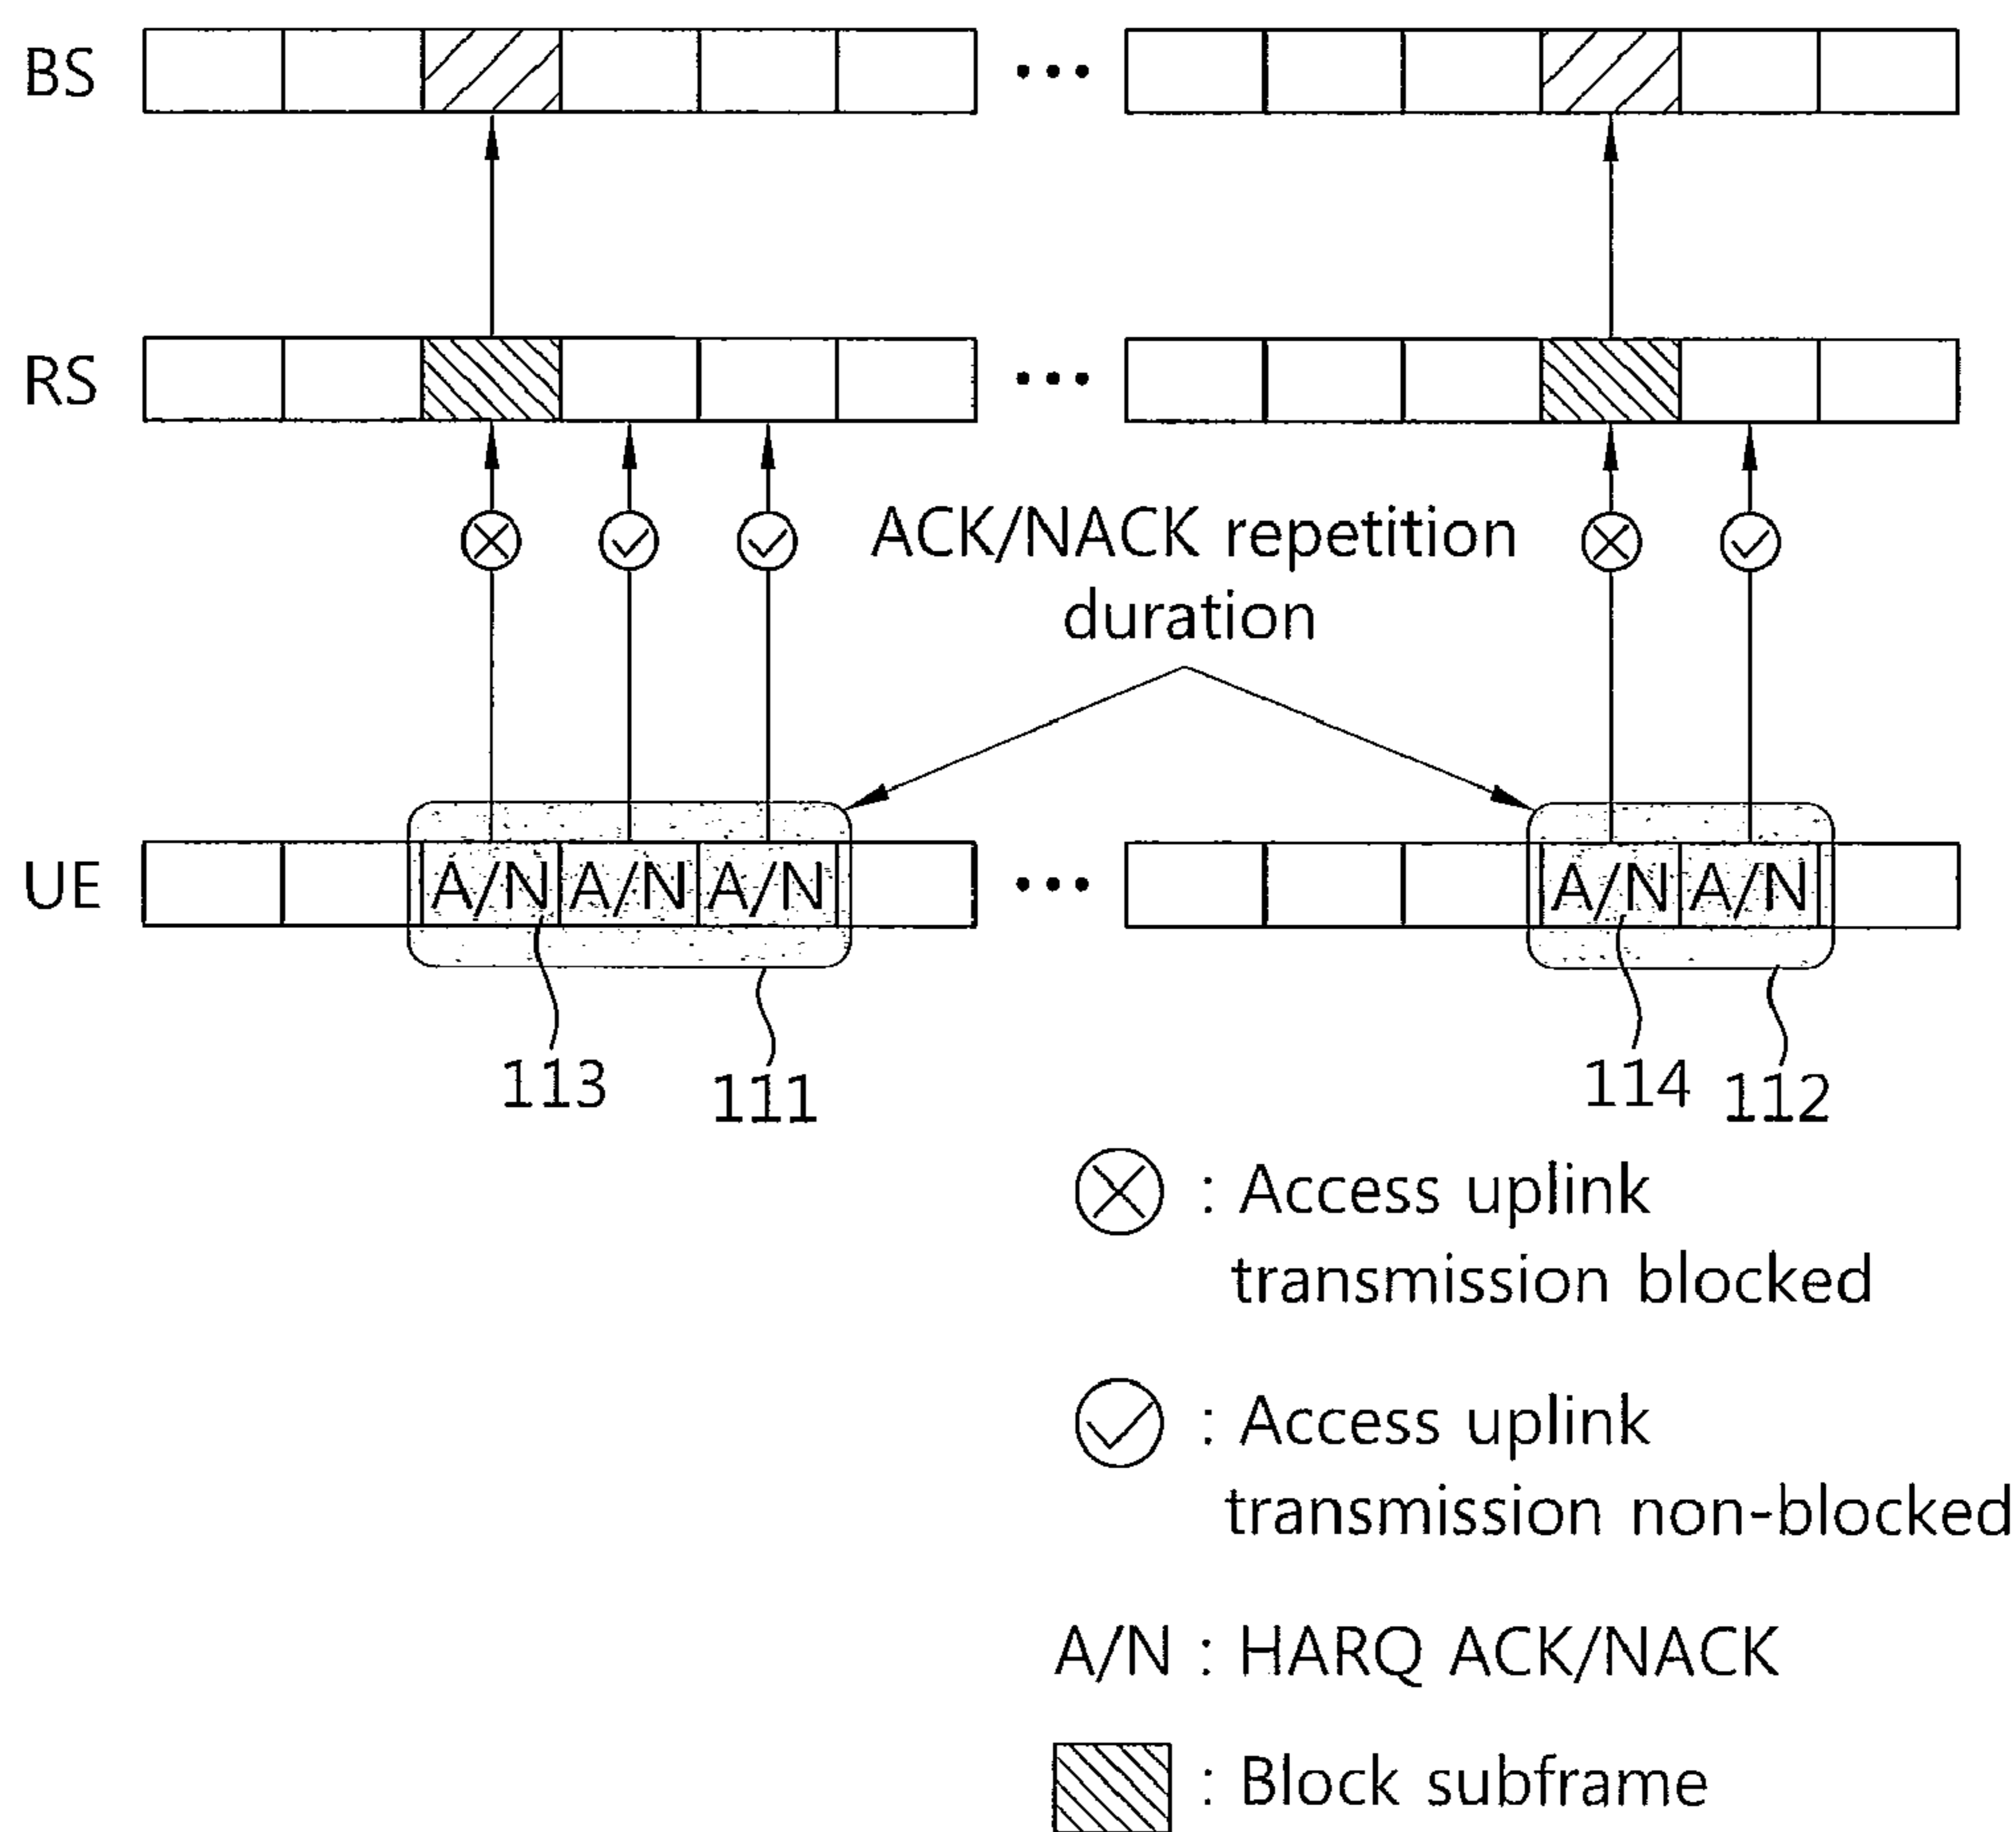 BS
•••
RS
•••
ACK/NACK repetition
duration
UE
A/N A/N A/N
•••
A/N A/N
113
111
114
112
: Access uplink
transmission blocked
: Access uplink
transmission non-blocked
A/N : HARQ ACK/NACK
: Block subframe